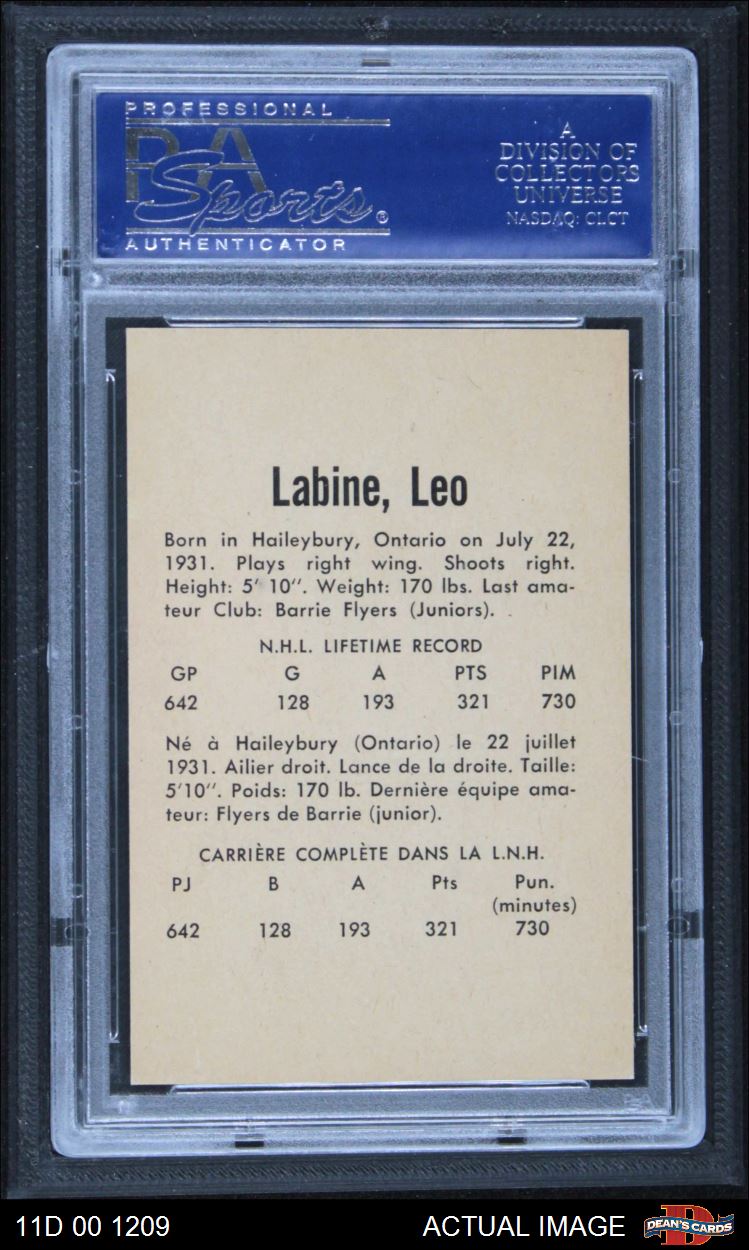 PROFESSIONAL
PSA
Sports®
AUTHENTICATOR
A
DIVISION OF
COLLECTORS
UNIVERSE
NASDAQ: CLCT
Labine, Leo
Born in Haileybury, Ontario on July 22,
1931. Plays right wing. Shoots right.
Height: 5' 10". Weight: 170 lbs. Last ama-
teur Club: Barrie Flyers (Juniors).
N.H.L. LIFETIME RECORD
GP G A PTS PIM
642 128 193 321 730
Né à Haileybury (Ontario) le 22 juillet
1931. Ailier droit. Lance de la droite. Taille:
5'10". Poids: 170 lb. Dernière équipe ama-
teur: Flyers de Barrie (junior).
CARRIÈRE COMPLÈTE DANS LA L.N.H.
PJ B A Pts Pun.
(minutes)
642 128 193 321 730
11D 00 1209 ACTUAL IMAGE DEAN'S CARDS